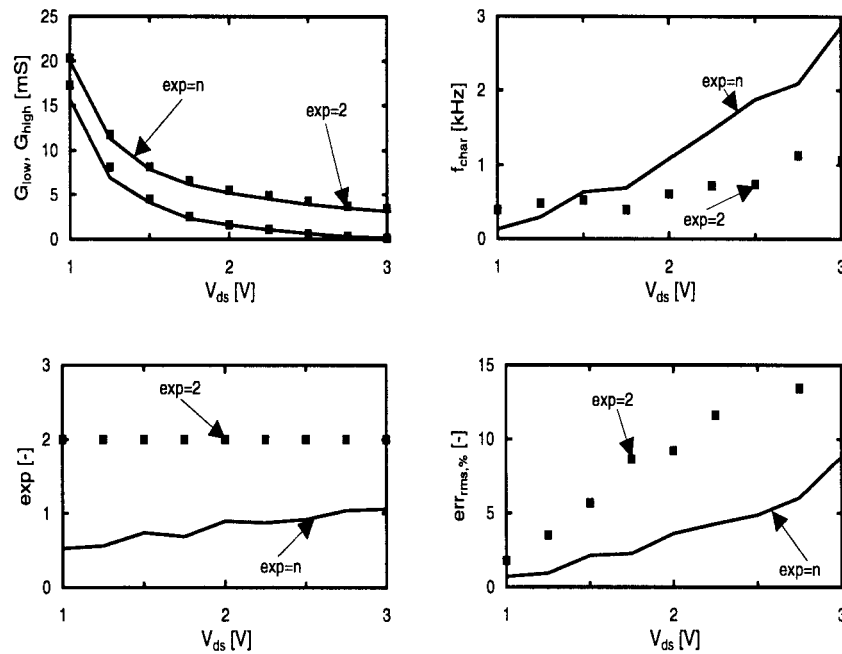 G_low, G_high [mS]
25
20
15
10
5
0
exp=n
exp=2
1
2
3
V_ds [V]
f_char [kHz]
3
2
1
0
exp=n
exp=2
1
2
3
V_ds [V]
exp [-]
3
2
1
0
exp=2
exp=n
1
2
3
V_ds [V]
err_rms,% [-]
15
10
5
0
exp=2
exp=n
1
2
3
V_ds [V]